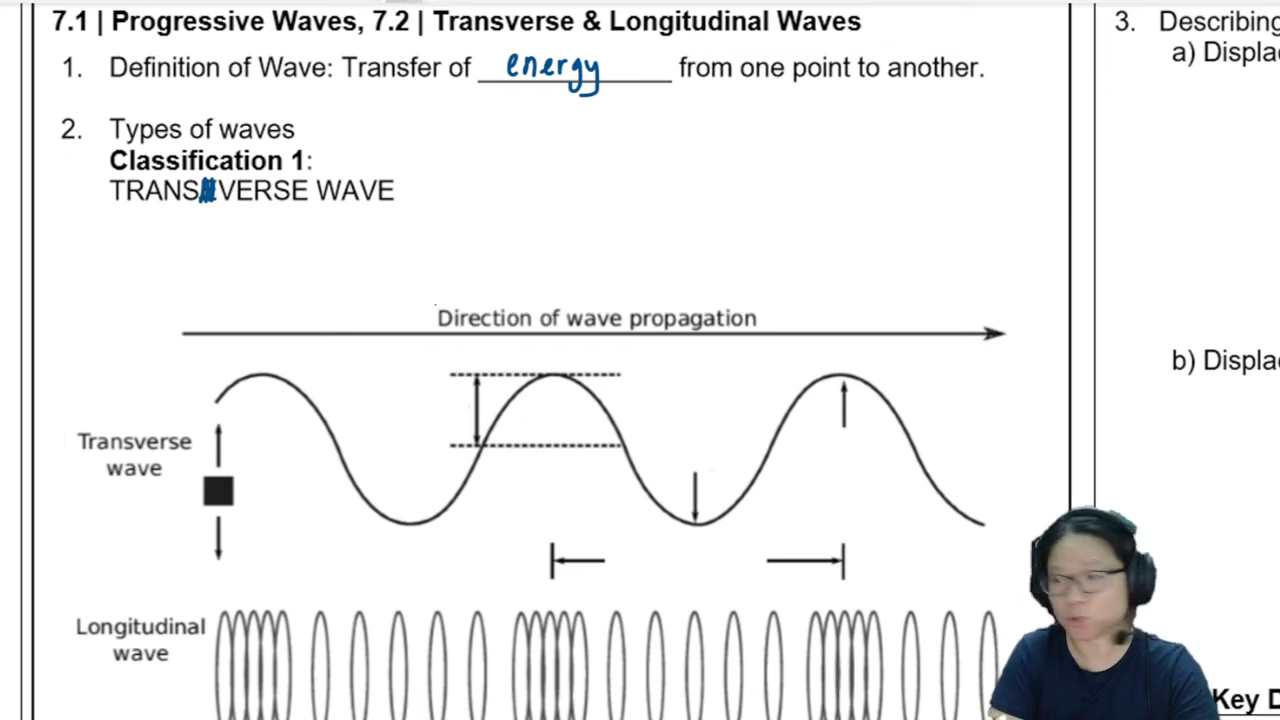 7.1 | Progressive Waves, 7.2 | Transverse & Longitudinal Waves
1. Definition of Wave: Transfer of energy from one point to another.
2. Types of waves
Classification 1:
TRANSVERSE WAVE
Direction of wave propagation
Transverse
wave
Longitudinal
wave
3. Describing
a) Displa
b) Displa
Key D